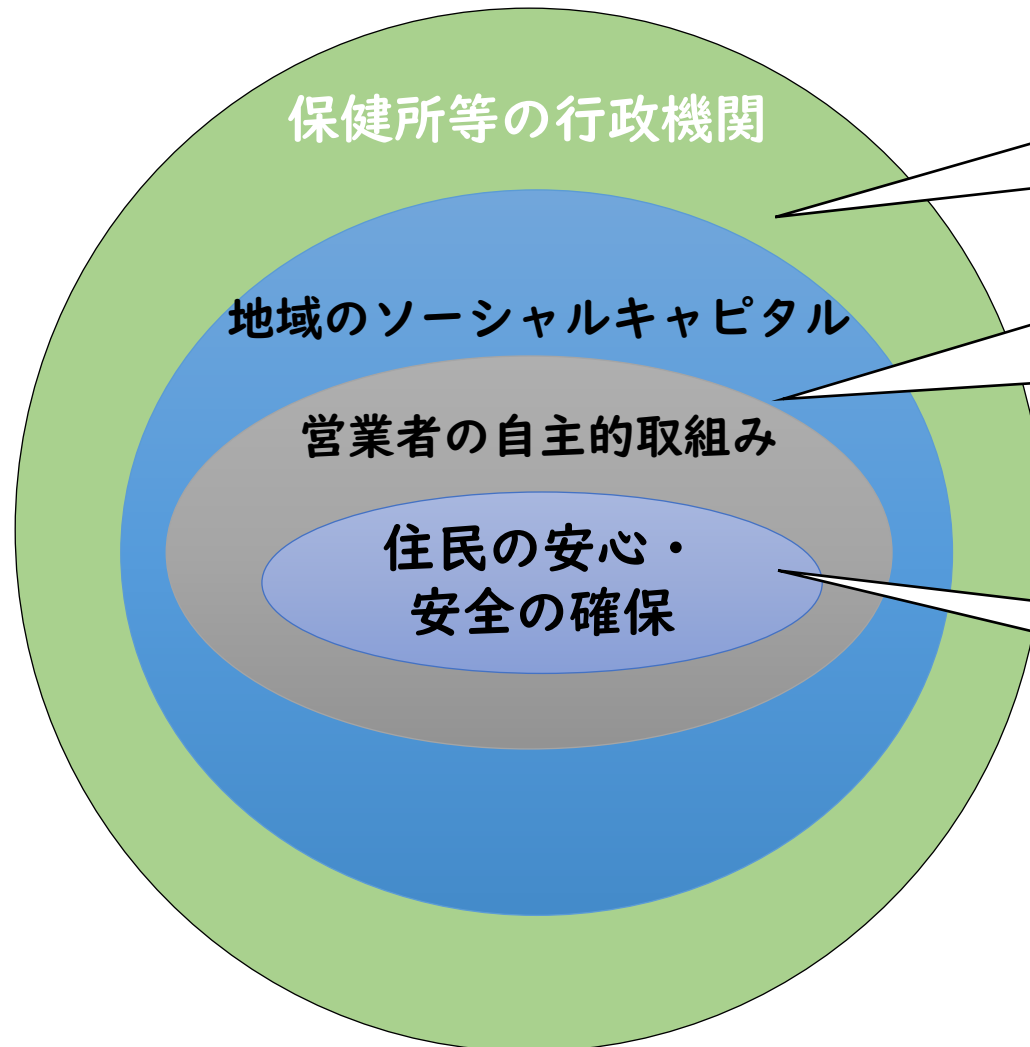 保健所等の行政機関
地域のソーシャルキャピタル
営業者の自主的取組み
住民の安心・
安全の確保